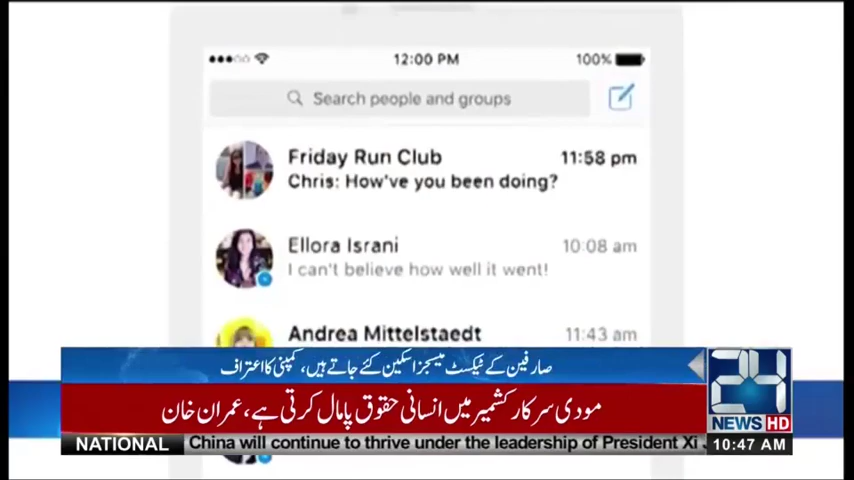 12:00 PM
100%
Search people and groups
Friday Run Club
11:58 pm
Chris: How've you been doing?
Ellora Israni
10:08 am
I can't believe how well it went!
Andrea Mittelstaedt
11:43 am
صارفین کے ٹیکسٹ میسجز اسکین کئے جاتے ہیں، کمپنی کا اعتراف
مودی سرکار کشمیر میں انسانی حقوق پامال کرتی ہے، عمران خان
24
NEWS HD
NATIONAL
China will continue to thrive under the leadership of President Xi J
10:47 AM